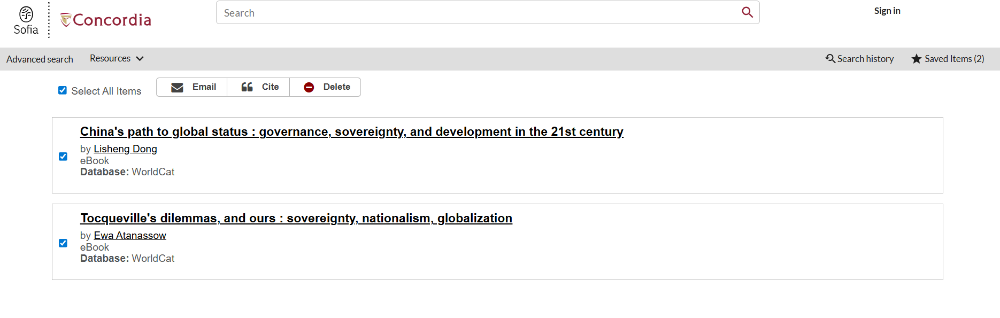 Sofia
Concordia
Search
Sign in
Advanced search
Resources
Search history
Saved Items (2)
Select All Items
Email
Cite
Delete
China's path to global status : governance, sovereignty, and development in the 21st century
by Lisheng Dong
eBook
Database: WorldCat
Tocqueville's dilemmas, and ours : sovereignty, nationalism, globalization
by Ewa Atanassow
eBook
Database: WorldCat